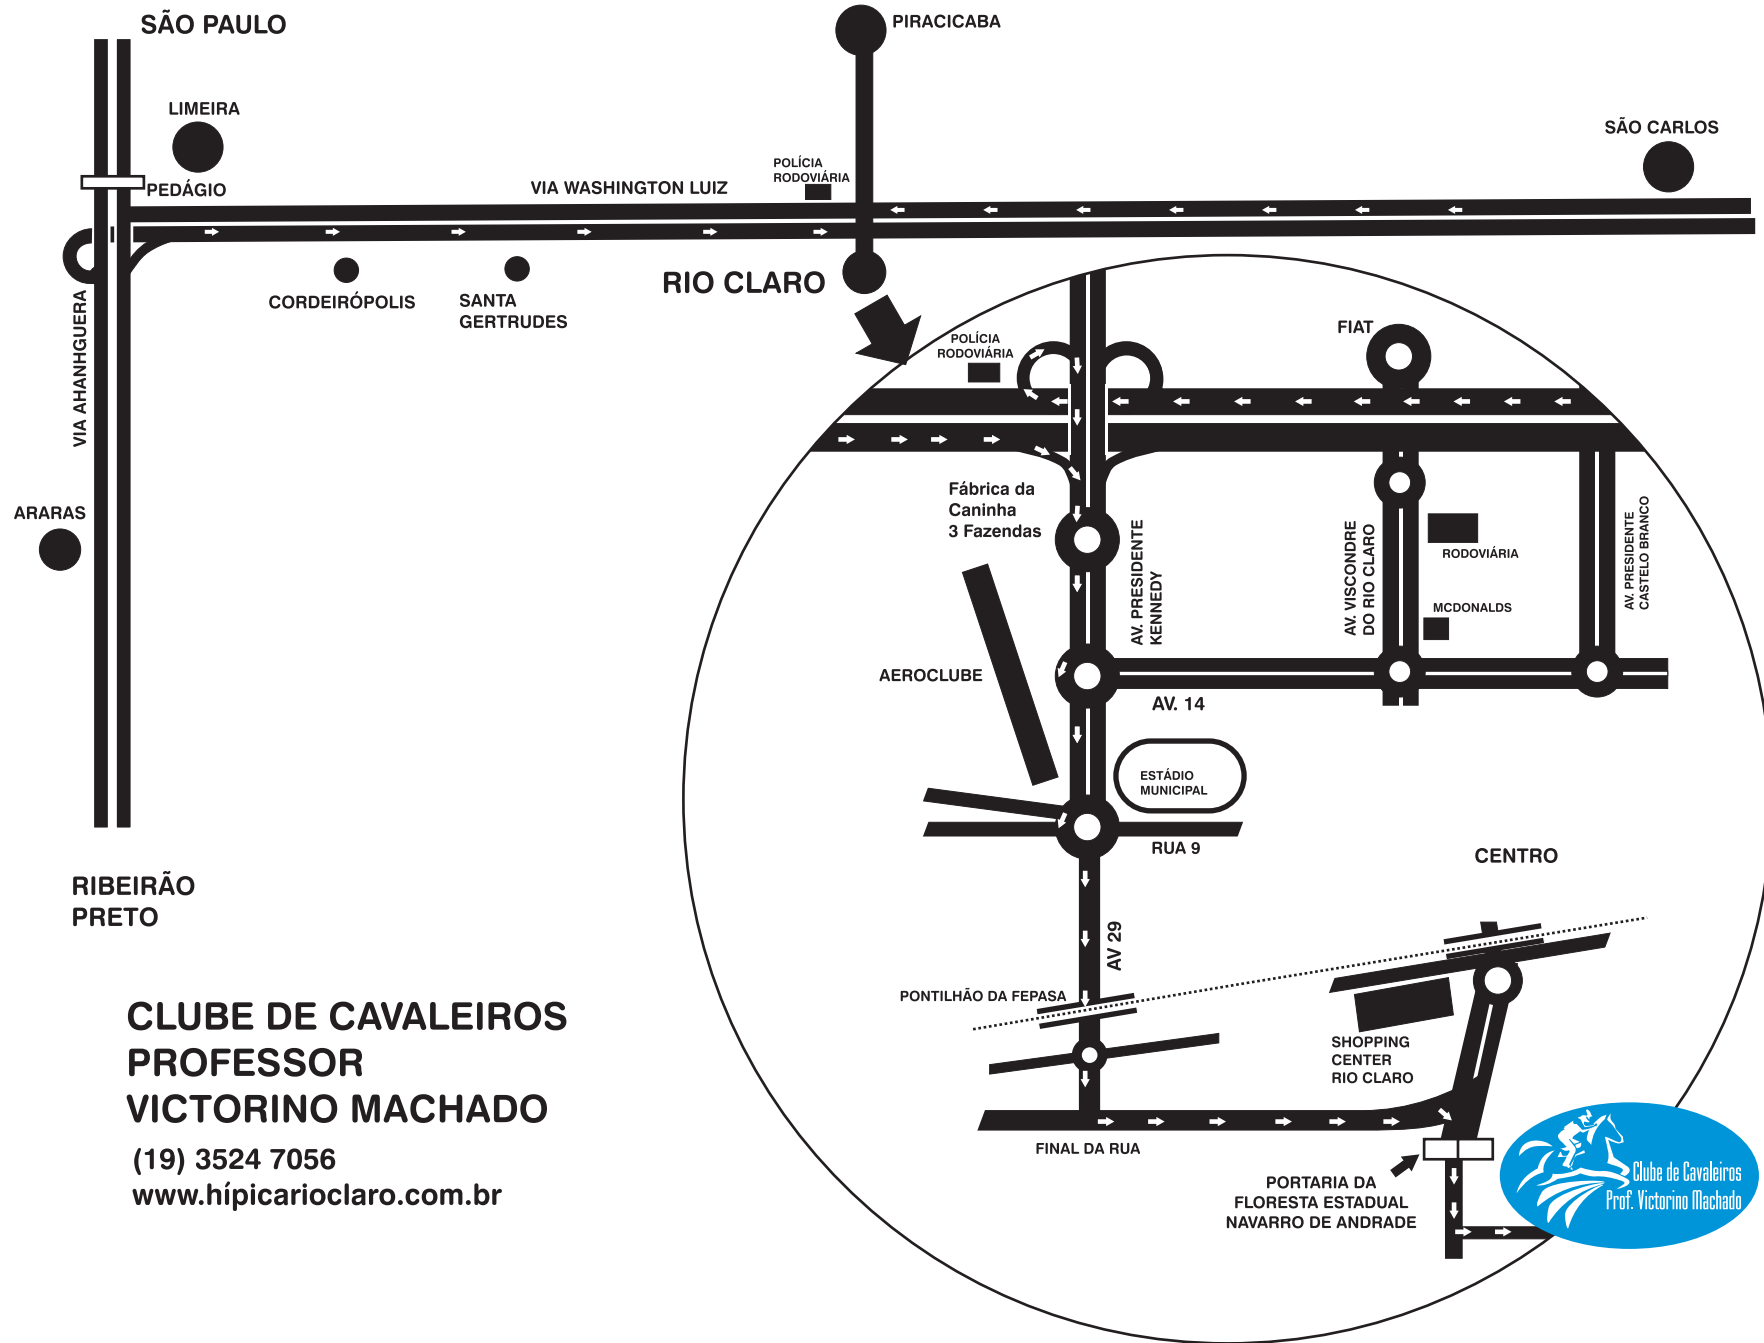 SÃO PAULO
PIRACICABA
LIMEIRA
SÃO CARLOS
POLÍCIA
RODOVIÁRIA
PEDÁGIO
VIA WASHINGTON LUIZ
RIO CLARO
CORDEIRÓPOLIS
SANTA
GERTRUDES
VIA AHANHGUERA
ARARAS
RIBEIRÃO
PRETO
POLÍCIA
RODOVIÁRIA
FIAT
Fábrica da
Caninha
3 Fazendas
AV. PRESIDENTE
KENNEDY
AV. VISCONDRE
DO RIO CLARO
RODOVIÁRIA
MCDONALDS
AV. PRESIDENTE
CASTELO BRANCO
AEROCLUBE
AV. 14
ESTÁDIO
MUNICIPAL
RUA 9
CENTRO
AV 29
PONTILHÃO DA FEPASA
SHOPPING
CENTER
RIO CLARO
FINAL DA RUA
PORTARIA DA
FLORESTA ESTADUAL
NAVARRO DE ANDRADE
Clube de Cavaleiros
Prof. Victorino Machado
CLUBE DE CAVALEIROS
PROFESSOR
VICTORINO MACHADO
(19) 3524 7056
www.hípicarioclaro.com.br